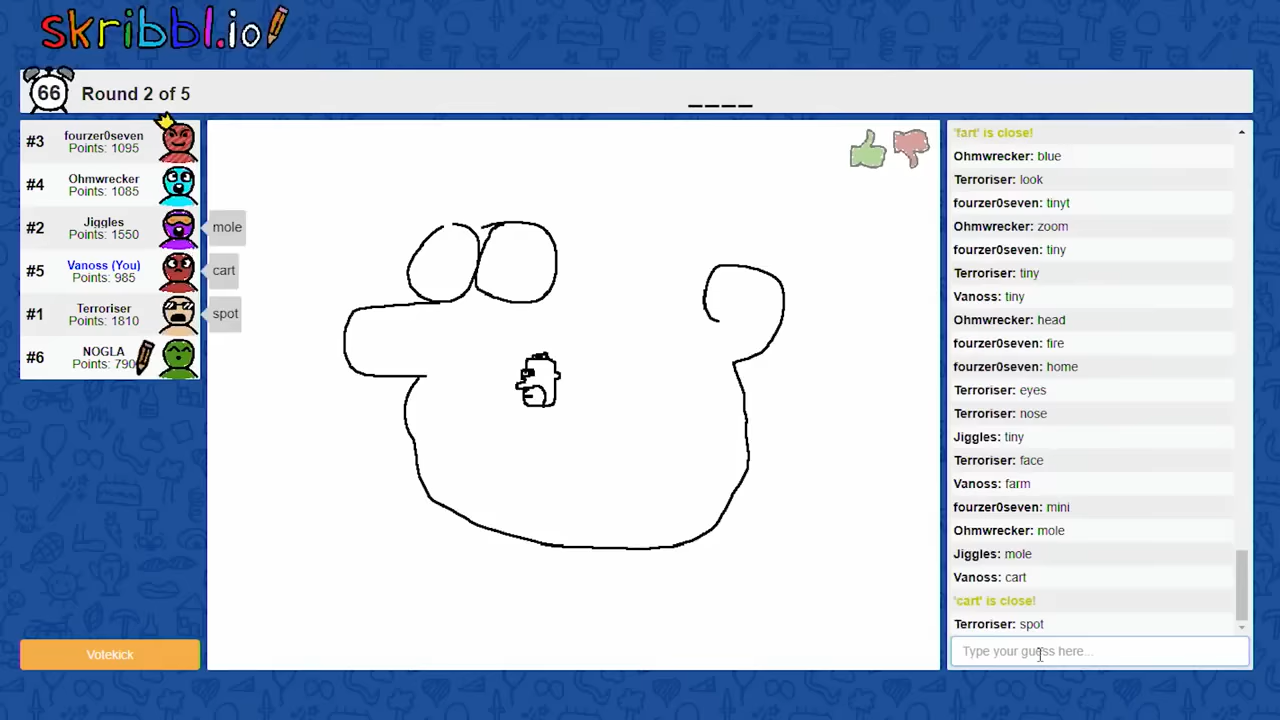 skribbl.io
66
Round 2 of 5
____
#3 fourzer0seven
Points: 1095
#4 Ohmwrecker
Points: 1085
#2 Jiggles
Points: 1550
mole
#5 Vanoss (You)
Points: 985
cart
#1 Terroriser
Points: 1810
spot
#6 NOGLA
Points: 790
Votekick
'fart' is close!
Ohmwrecker: blue
Terroriser: look
fourzer0seven: tinyt
Ohmwrecker: zoom
fourzer0seven: tiny
Terroriser: tiny
Vanoss: tiny
Ohmwrecker: head
fourzer0seven: fire
fourzer0seven: home
Terroriser: eyes
Terroriser: nose
Jiggles: tiny
Terroriser: face
Vanoss: farm
fourzer0seven: mini
Ohmwrecker: mole
Jiggles: mole
Vanoss: cart
'cart' is close!
Terroriser: spot
Type your guess here...